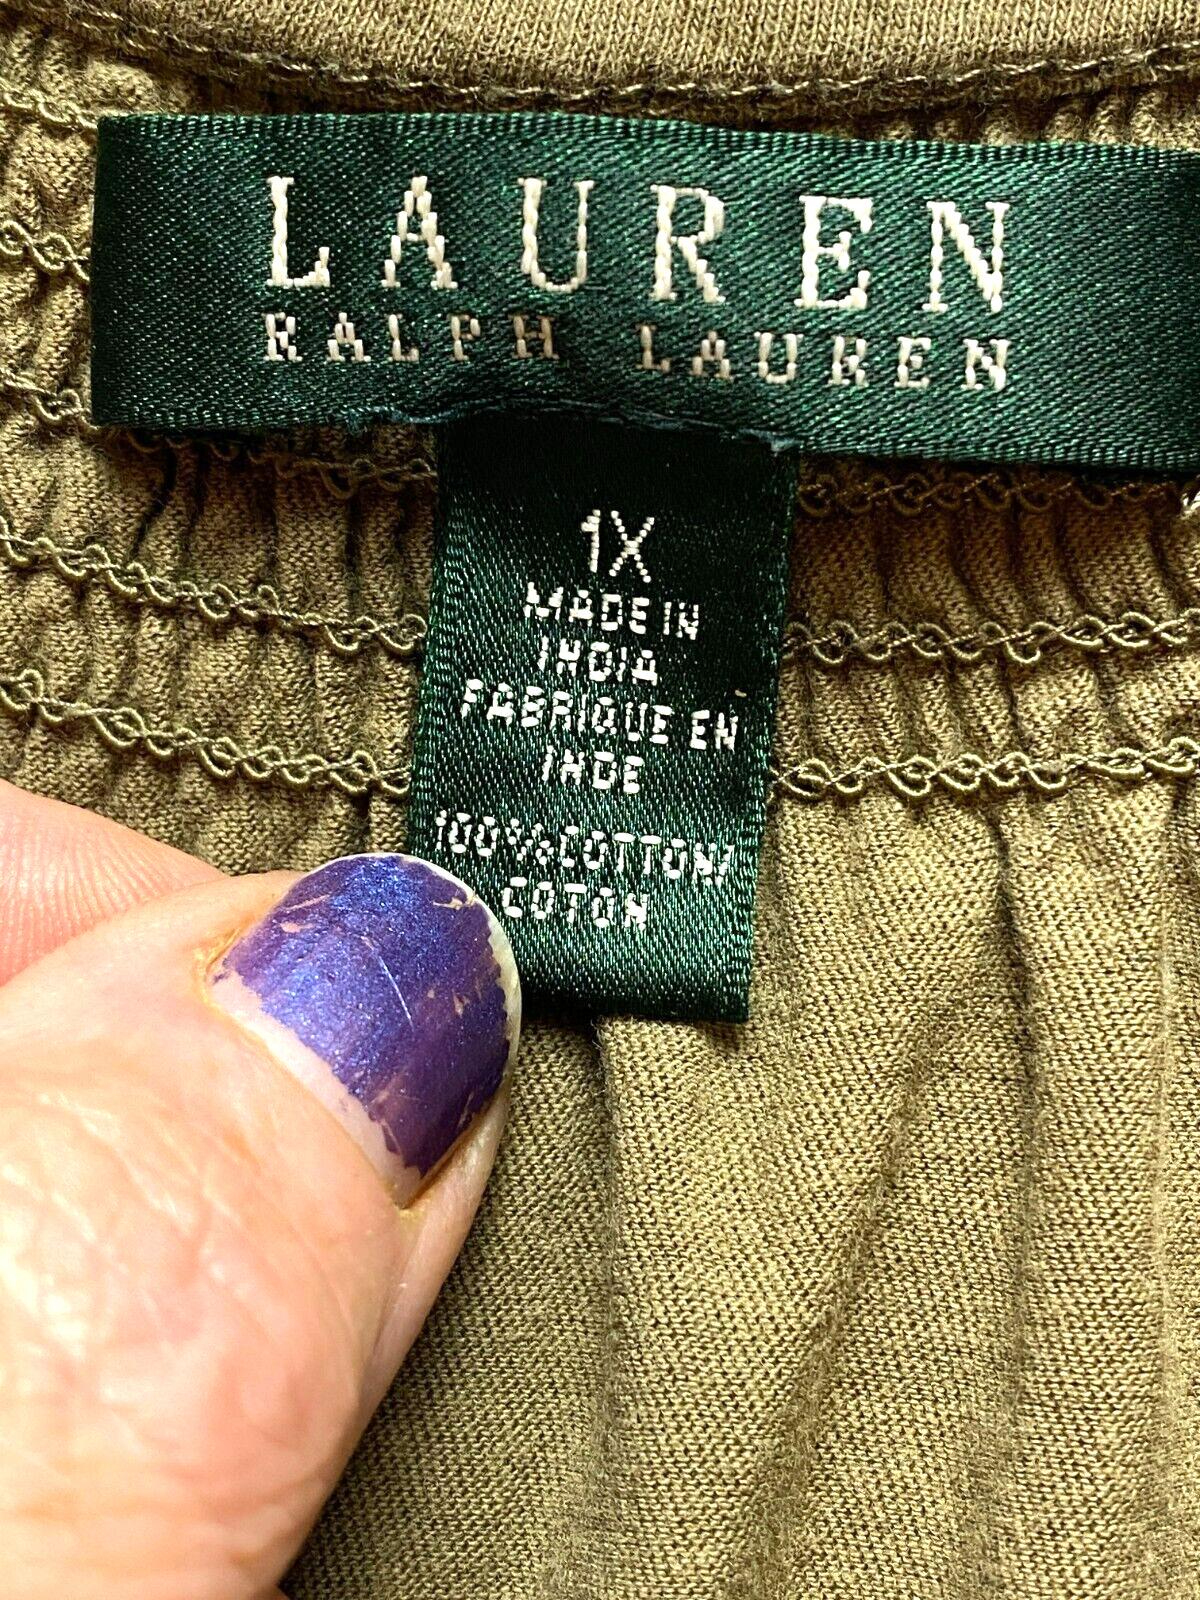 LAUREN
RALPH LAUREN
1X
MADE IN
INDIA
FABRIQUE EN
INDE
100% COTTON/
COTON